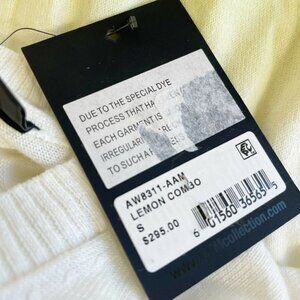 DUE TO THE SPECIAL DYE
PROCESS THAT HA
EACH GARMENT IS
IRREGULAR
TO SUCH A
AW8311-AAM
LEMON COMBO
S
$295.00
www.
collection.com